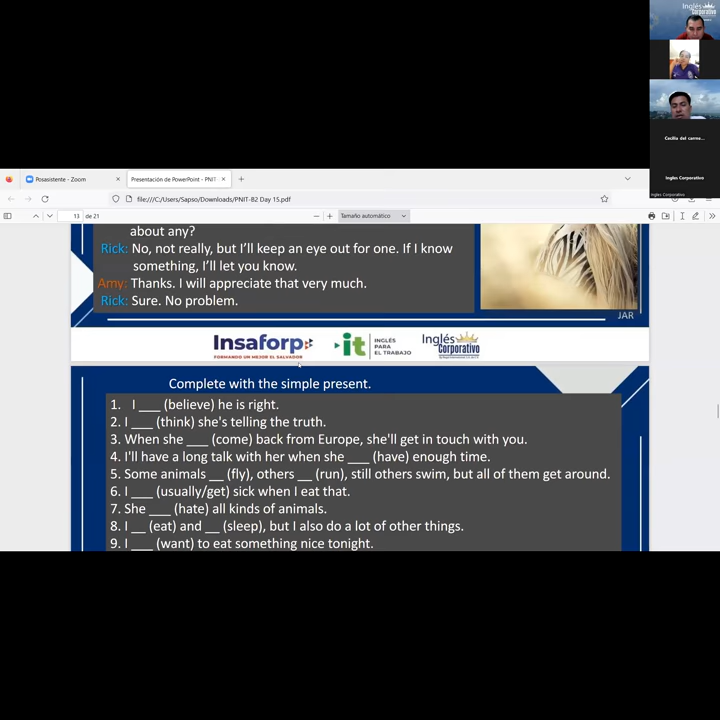 Inglés
Corporativo
Cecilia del carme...
Inglés Corporativo
Inglés Corporativo
Posasistente - Zoom
Presentación de PowerPoint - PNIT
file:///C:/Users/Sapso/Downloads/PNIT-B2 Day 15.pdf
13 de 21
Tamaño automático
about any?
Rick: No, not really, but I'll keep an eye out for one. If I know
something, I'll let you know.
Amy: Thanks. I will appreciate that very much.
Rick: Sure. No problem.
JAR
Insaforp
FORMANDO UN MEJOR EL SALVADOR
it
INGLÉS
PARA
EL TRABAJO
Inglés
Corporativo
Complete with the simple present.
1. I ___ (believe) he is right.
2. I ___ (think) she's telling the truth.
3. When she ___ (come) back from Europe, she'll get in touch with you.
4. I'll have a long talk with her when she ___ (have) enough time.
5. Some animals __ (fly), others __ (run), still others swim, but all of them get around.
6. I ___ (usually/get) sick when I eat that.
7. She ___ (hate) all kinds of animals.
8. I __ (eat) and __ (sleep), but I also do a lot of other things.
9. I ___ (want) to eat something nice tonight.